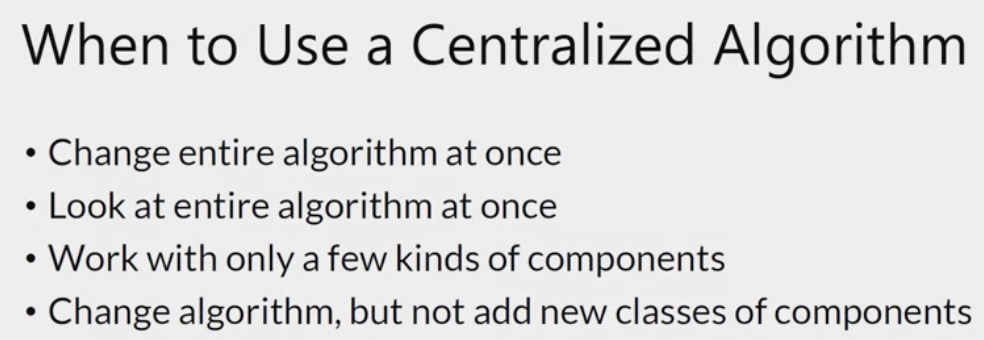 When to Use a Centralized Algorithm
• Change entire algorithm at once
• Look at entire algorithm at once
• Work with only a few kinds of components
• Change algorithm, but not add new classes of components